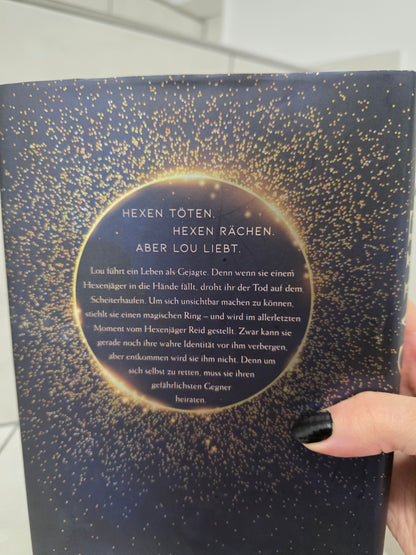 HEXEN TÖTEN.
HEXEN RÄCHEN.
ABER LOU LIEBT.
Lou führt ein Leben als Gejagte. Denn wenn sie einem
Hexenjäger in die Hände fällt, droht ihr der Tod auf dem
Scheiterhaufen. Um sich unsichtbar machen zu können,
stiehlt sie einen magischen Ring – und wird im allerletzten
Moment vom Hexenjäger Reid gestellt. Zwar kann sie
gerade noch ihre wahre Identität vor ihm verbergen,
aber entkommen wird sie ihm nicht. Denn um
sich selbst zu retten, muss sie ihren
gefährlichsten Gegner
heiraten.